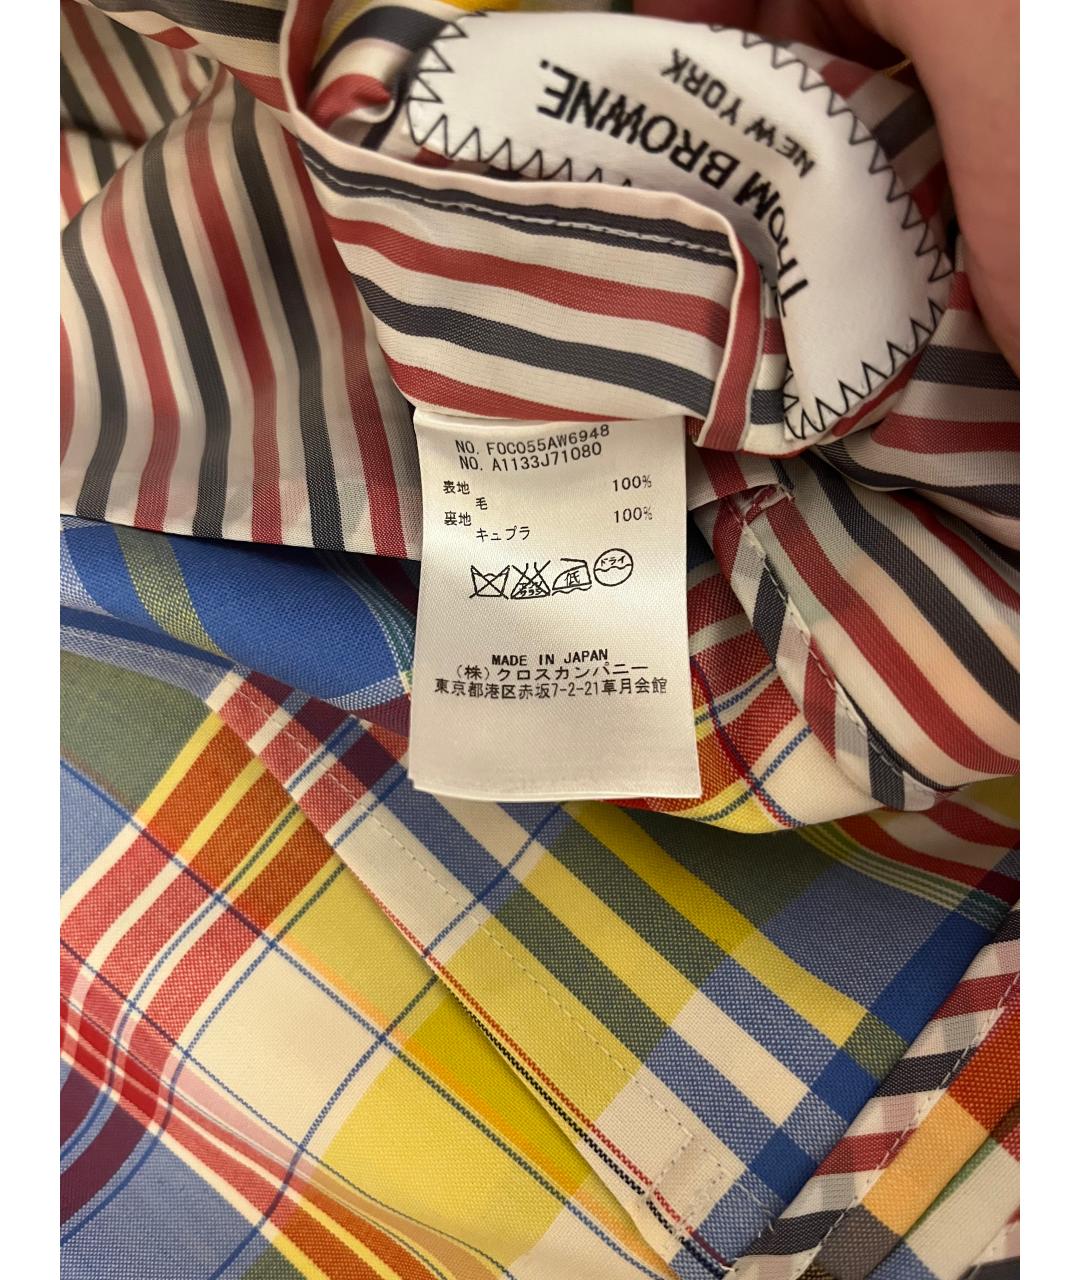 THOM BROWNE.
NEW YORK
NO. F0C055AW6948
NO. A1133J71080
表地 100%
毛
裏地 100%
キュプラ
低 ドライ
MADE IN JAPAN
(株)クロスカンパニー
東京都港区赤坂7-2-21草月会館